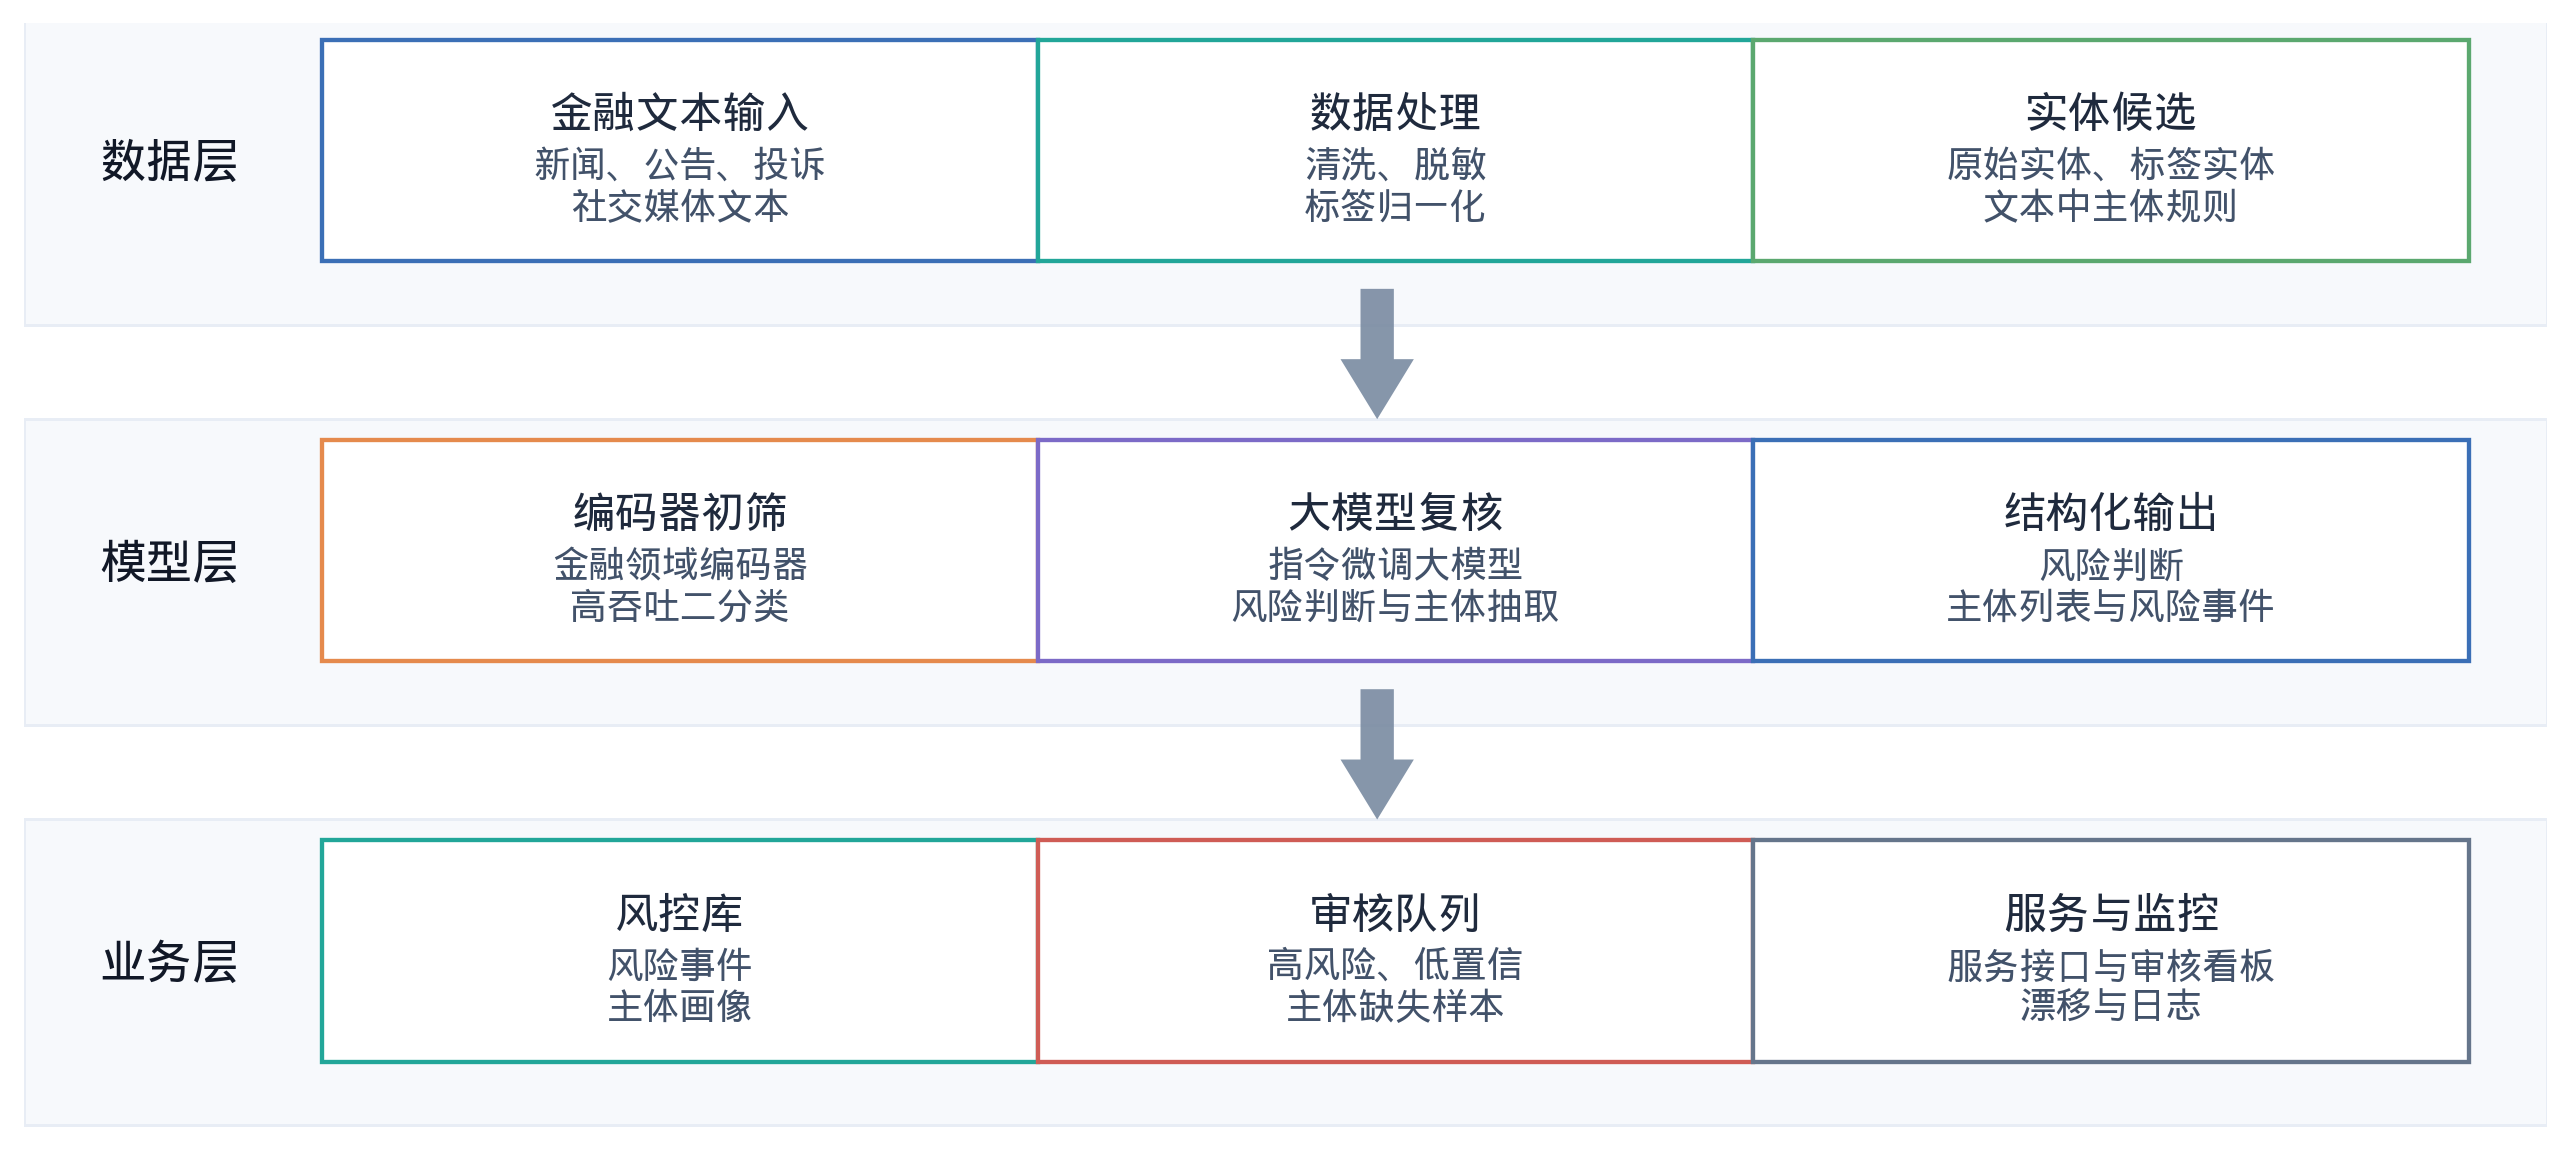 数据层
金融文本输入
新闻、公告、投诉
社交媒体文本
数据处理
清洗、脱敏
标签归一化
实体候选
原始实体、标签实体
文本中主体规则
模型层
编码器初筛
金融领域编码器
高吞吐二分类
大模型复核
指令微调大模型
风险判断与主体抽取
结构化输出
风险判断
主体列表与风险事件
业务层
风控库
风险事件
主体画像
审核队列
高风险、低置信
主体缺失样本
服务与监控
服务接口与审核看板
漂移与日志